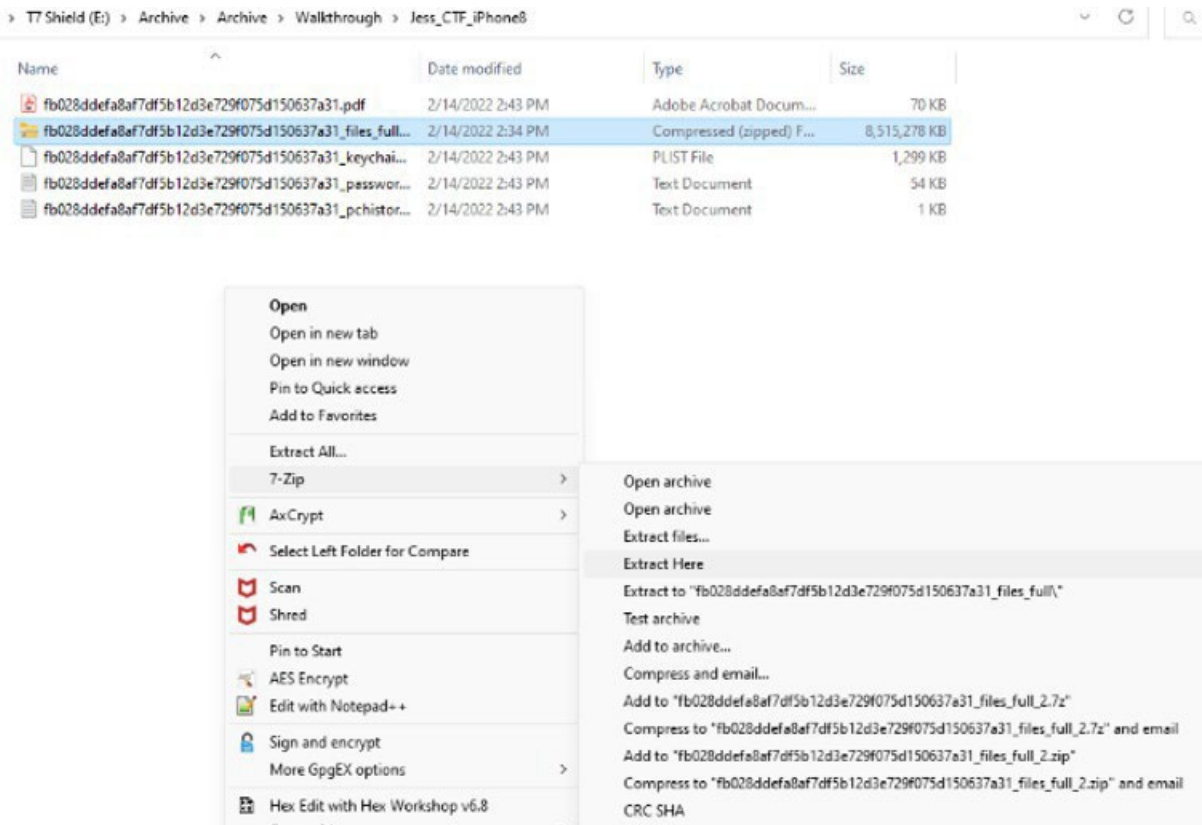 > T7 Shield (E:) > Archive > Archive > Walkthrough > Jess_CTF_iPhone8
Name Date modified Type Size
fb028ddefa8af7df5b12d3e729f075d150637a31.pdf 2/14/2022 2:43 PM Adobe Acrobat Docum... 70 KB
fb028ddefa8af7df5b12d3e729f075d150637a31_files_full... 2/14/2022 2:34 PM Compressed (zipped) F... 8,515,278 KB
fb028ddefa8af7df5b12d3e729f075d150637a31_keychai... 2/14/2022 2:43 PM PLIST File 1,299 KB
fb028ddefa8af7df5b12d3e729f075d150637a31_passwor... 2/14/2022 2:43 PM Text Document 54 KB
fb028ddefa8af7df5b12d3e729f075d150637a31_pchistor... 2/14/2022 2:43 PM Text Document 1 KB
Open
Open in new tab
Open in new window
Pin to Quick access
Add to Favorites
Extract All...
7-Zip >
AxCrypt >
Select Left Folder for Compare
Scan
Shred
Pin to Start
AES Encrypt
Edit with Notepad++
Sign and encrypt
More GpgEX options >
Hex Edit with Hex Workshop v6.8
Open archive
Open archive
Extract files...
Extract Here
Extract to "fb028ddefa8af7df5b12d3e729f075d150637a31_files_full\"
Test archive
Add to archive...
Compress and email...
Add to "fb028ddefa8af7df5b12d3e729f075d150637a31_files_full_2.7z"
Compress to "fb028ddefa8af7df5b12d3e729f075d150637a31_files_full_2.7z" and email
Add to "fb028ddefa8af7df5b12d3e729f075d150637a31_files_full_2.zip"
Compress to "fb028ddefa8af7df5b12d3e729f075d150637a31_files_full_2.zip" and email
CRC SHA